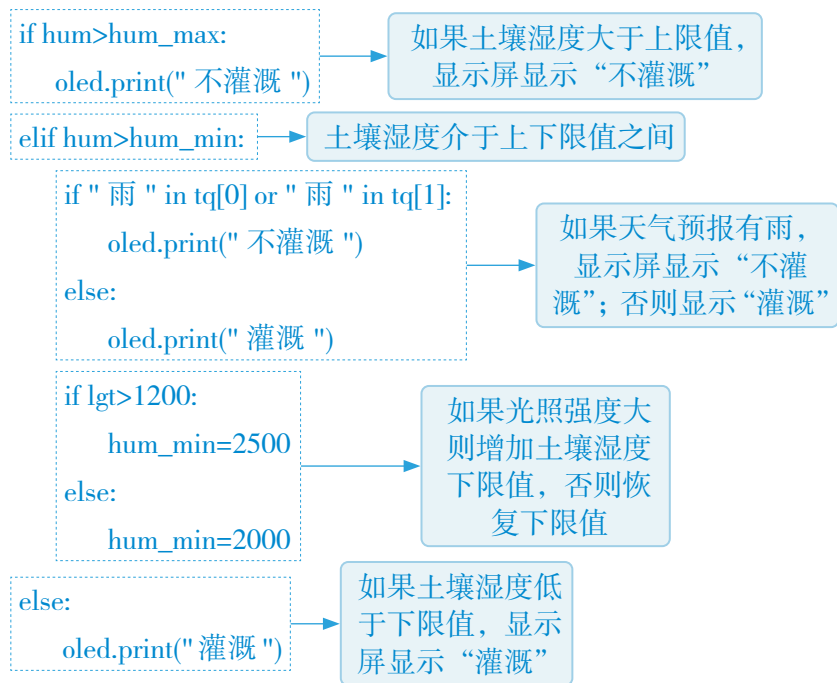 if hum>hum_max:
oled.print(" 不灌溉 ")
如果土壤湿度大于上限值，
显示屏显示“不灌溉”
elif hum>hum_min:
土壤湿度介于上下限值之间
if " 雨 " in tq[0] or " 雨 " in tq[1]:
oled.print(" 不灌溉 ")
else:
oled.print(" 灌溉 ")
如果天气预报有雨，
显示屏显示“不灌
溉”；否则显示“灌溉”
if lgt>1200:
hum_min=2500
else:
hum_min=2000
如果光照强度大
则增加土壤湿度
下限值，否则恢
复下限值
else:
oled.print(" 灌溉 ")
如果土壤湿度低
于下限值，显示
屏显示“灌溉”